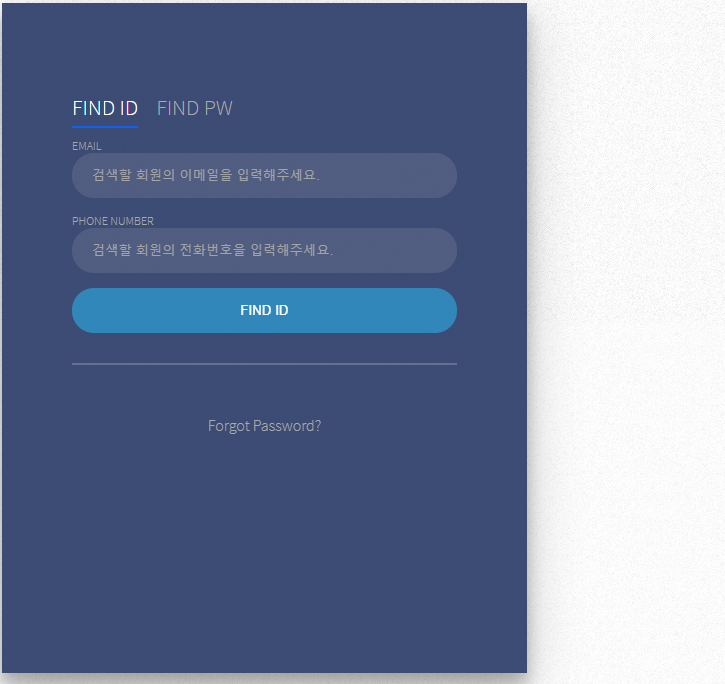 FIND ID FIND PW
EMAIL
검색할 회원의 이메일을 입력해주세요.
PHONE NUMBER
검색할 회원의 전화번호을 입력해주세요.
FIND ID
Forgot Password?